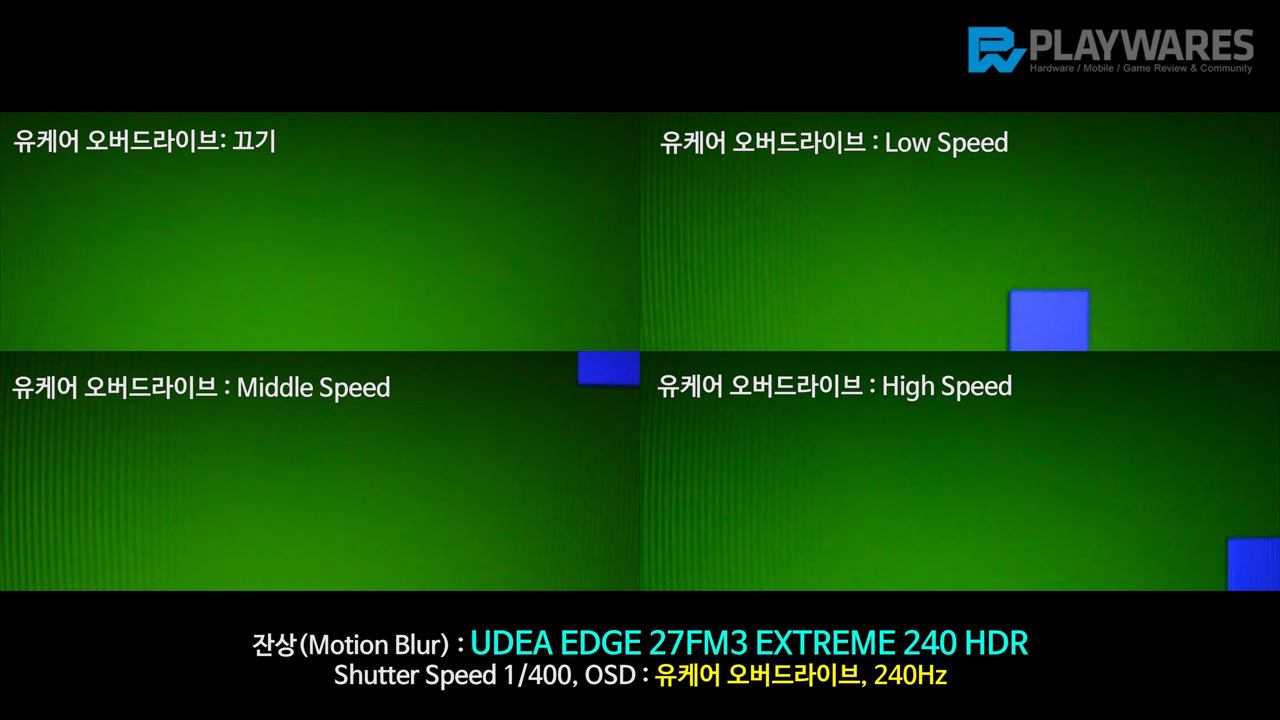 PLAYWARES
Hardware / Mobile / Game Review & Community
유케어 오버드라이브: 끄기
유케어 오버드라이브 : Low Speed
유케어 오버드라이브 : Middle Speed
유케어 오버드라이브 : High Speed
잔상(Motion Blur) : UDEA EDGE 27FM3 EXTREME 240 HDR
Shutter Speed 1/400, OSD : 유케어 오버드라이브, 240Hz